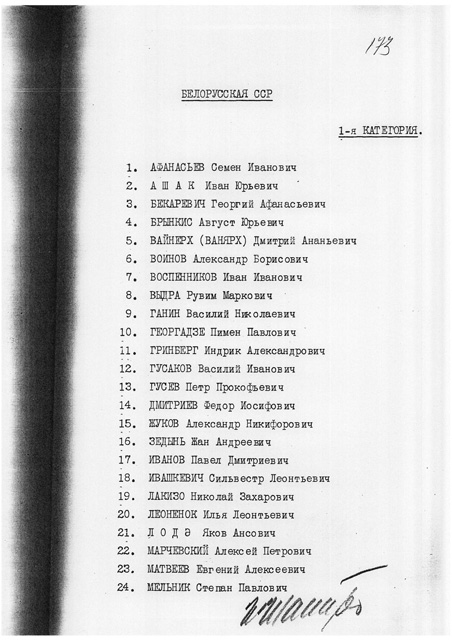 173
БЕЛОРУССКАЯ ССР
1-я КАТЕГОРИЯ.
1. АФАНАСЬЕВ Семен Иванович
2. А Ш А К Иван Юрьевич
3. БЕКАРЕВИЧ Георгий Афанасьевич
4. БРЫНКИС Август Юрьевич
5. ВАЙНЕРХ (ВАНЯРХ) Дмитрий Ананьевич
6. ВОИНОВ Александр Борисович
7. ВОСПЕННИКОВ Иван Иванович
8. ВЫДРА Рувим Маркович
9. ГАНИН Василий Николаевич
10. ГЕОРГАДЗЕ Пимен Павлович
11. ГРИНБЕРГ Индрик Александрович
12. ГУСАКОВ Василий Иванович
13. ГУСЕВ Петр Прокофьевич
14. ДМИТРИЕВ Федор Иосифович
15. ЖУКОВ Александр Никифорович
16. ЗЕДЫНЬ Жан Андреевич
17. ИВАНОВ Павел Дмитриевич
18. ИВАШКЕВИЧ Сильвестр Леонтьевич
19. ЛАКИЗО Николай Захарович
20. ЛЕОНЕНОК Илья Леонтьевич
21. Л О Д Э Яков Ансович
22. МАРЧЕВСКИЙ Алексей Петрович
23. МАТВЕЕВ Евгений Алексеевич
24. МЕЛЬНИК Степан Павлович